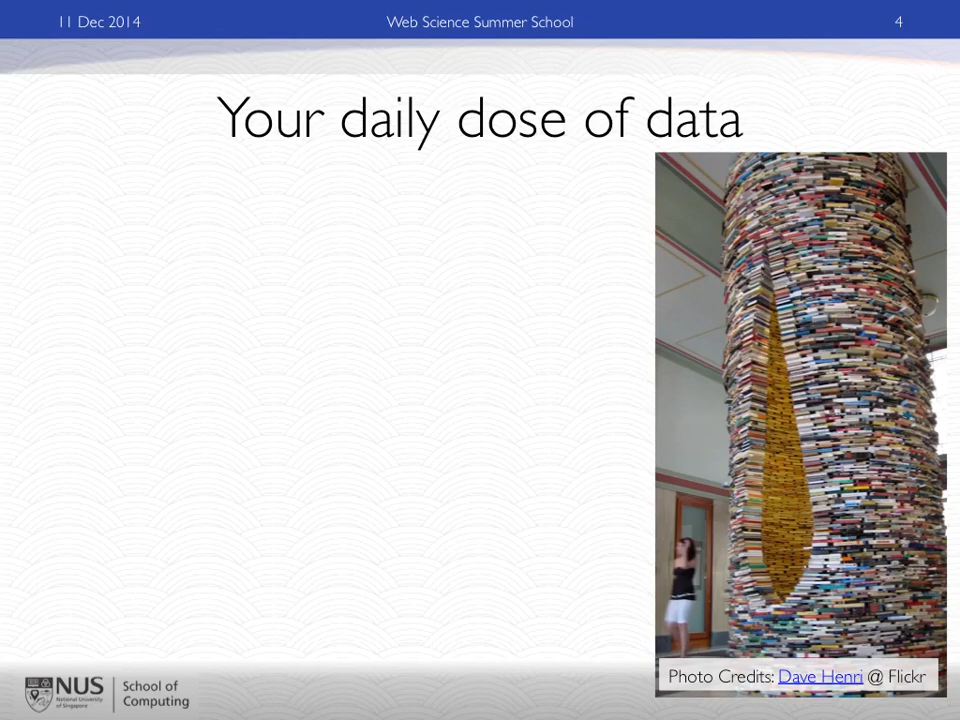 11 Dec 2014
Web Science Summer School
4
Your daily dose of data
Photo Credits: Dave Henri @ Flickr
NUS
National University
of Singapore
School of
Computing